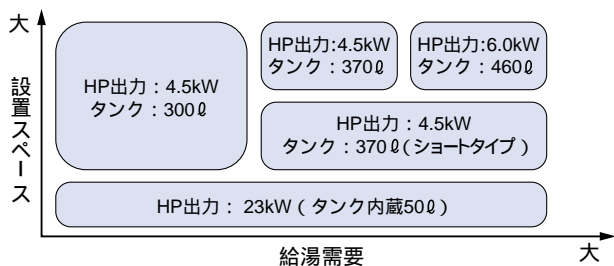 大
設置スペース
HP出力：4.5kW
タンク：300ℓ
HP出力：4.5kW
タンク：370ℓ
HP出力:6.0kW
タンク：460ℓ
HP出力：4.5kW
タンク：370ℓ（ショートタイプ）
HP出力： 23kW（タンク内蔵50ℓ）
給湯需要
大